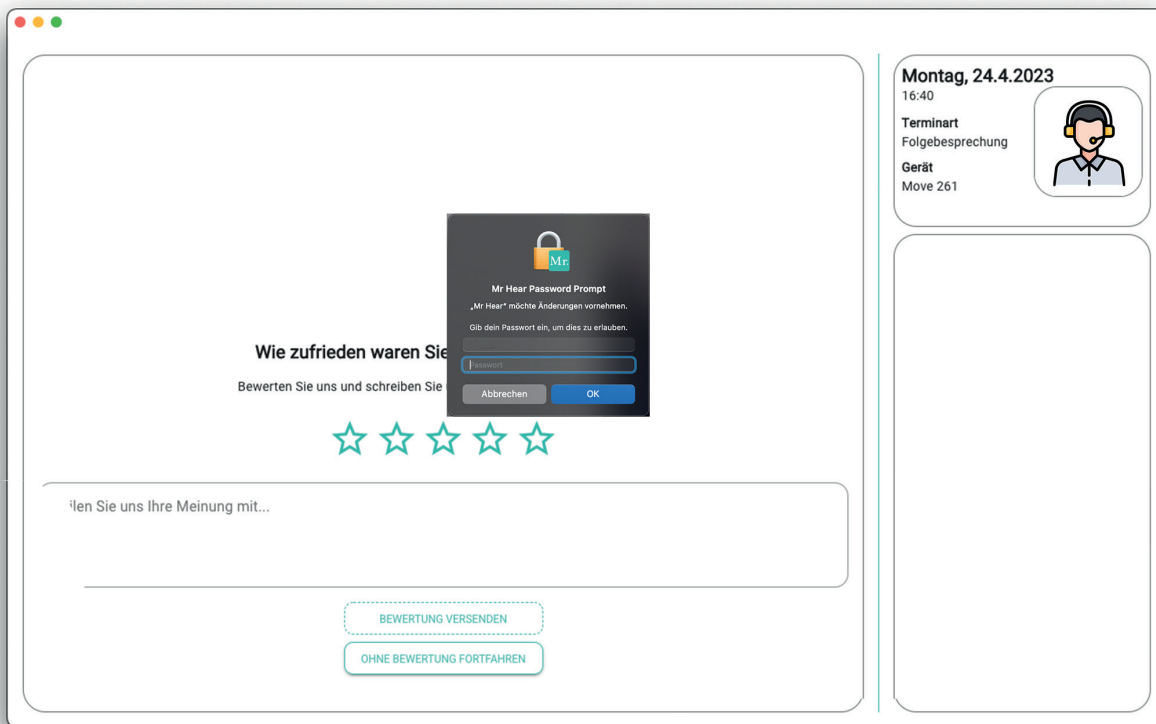 Montag, 24.4.2023
16:40
Terminart
Folgebesprechung
Gerät
Move 261
Mr.
Mr Hear Password Prompt
„Mr Hear“ möchte Änderungen vornehmen.
Gib dein Passwort ein, um dies zu erlauben.
Passwort
Abbrechen
OK
Wie zufrieden waren Sie
Bewerten Sie uns und schreiben Sie
Sie uns Ihre Meinung mit...
BEWERTUNG VERSENDEN
OHNE BEWERTUNG FORTFAHREN